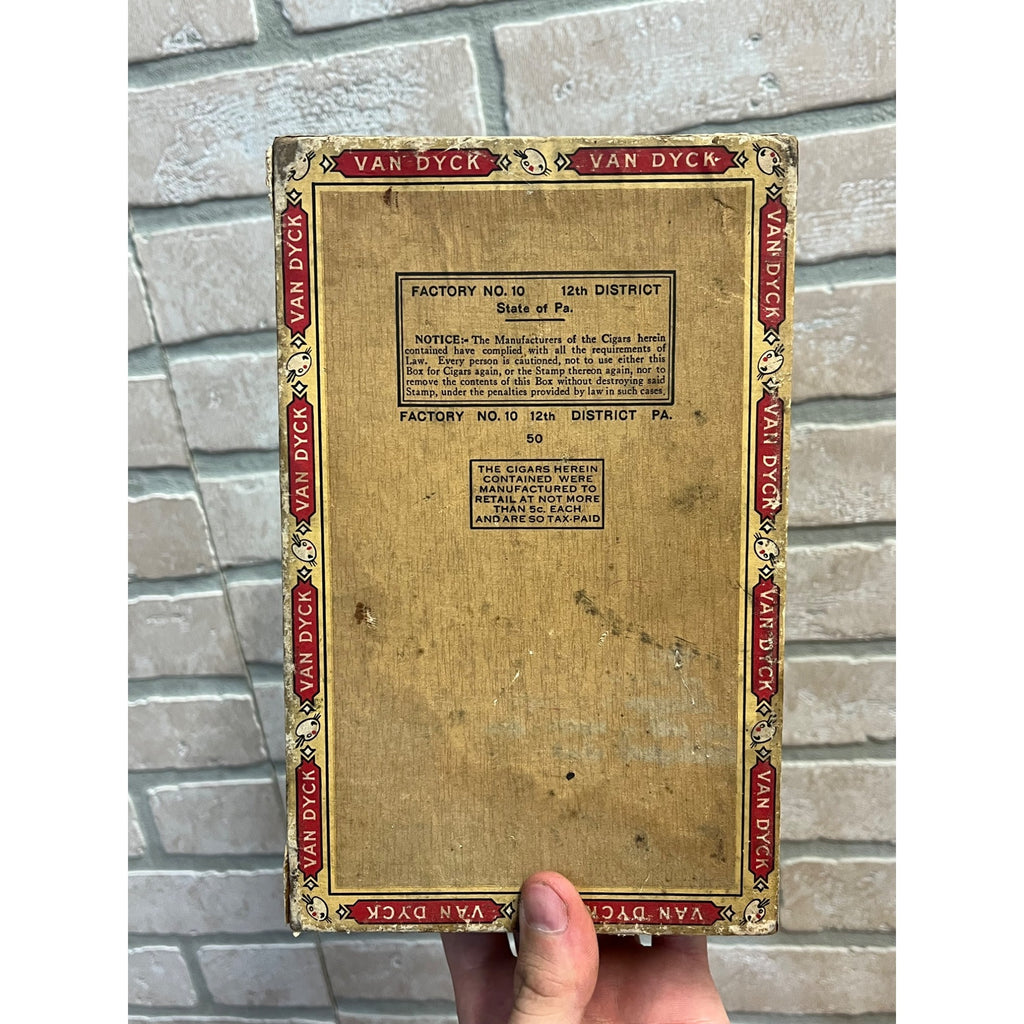 VAN DYCK VAN DYCK
VAN DYCK
VAN DYCK
VAN DYCK
VAN DYCK
FACTORY NO. 10 12th DISTRICT
State of Pa.
NOTICE:- The Manufacturers of the Cigars herein
contained have complied with all the requirements of
Law. Every person is cautioned, not to use either this
Box for Cigars again, or the Stamp thereon again, nor to
remove the contents of this Box without destroying said
Stamp, under the penalties provided by law in such cases.
FACTORY NO. 10 12th DISTRICT PA.
50
THE CIGARS HEREIN
CONTAINED WERE
MANUFACTURED TO
RETAIL AT NOT MORE
THAN 5c. EACH
AND ARE SO TAX-PAID
VAN DYCK
VAN DYCK
VAN DYCK
VAN DYCK
VAN DYCK VAN DYCK